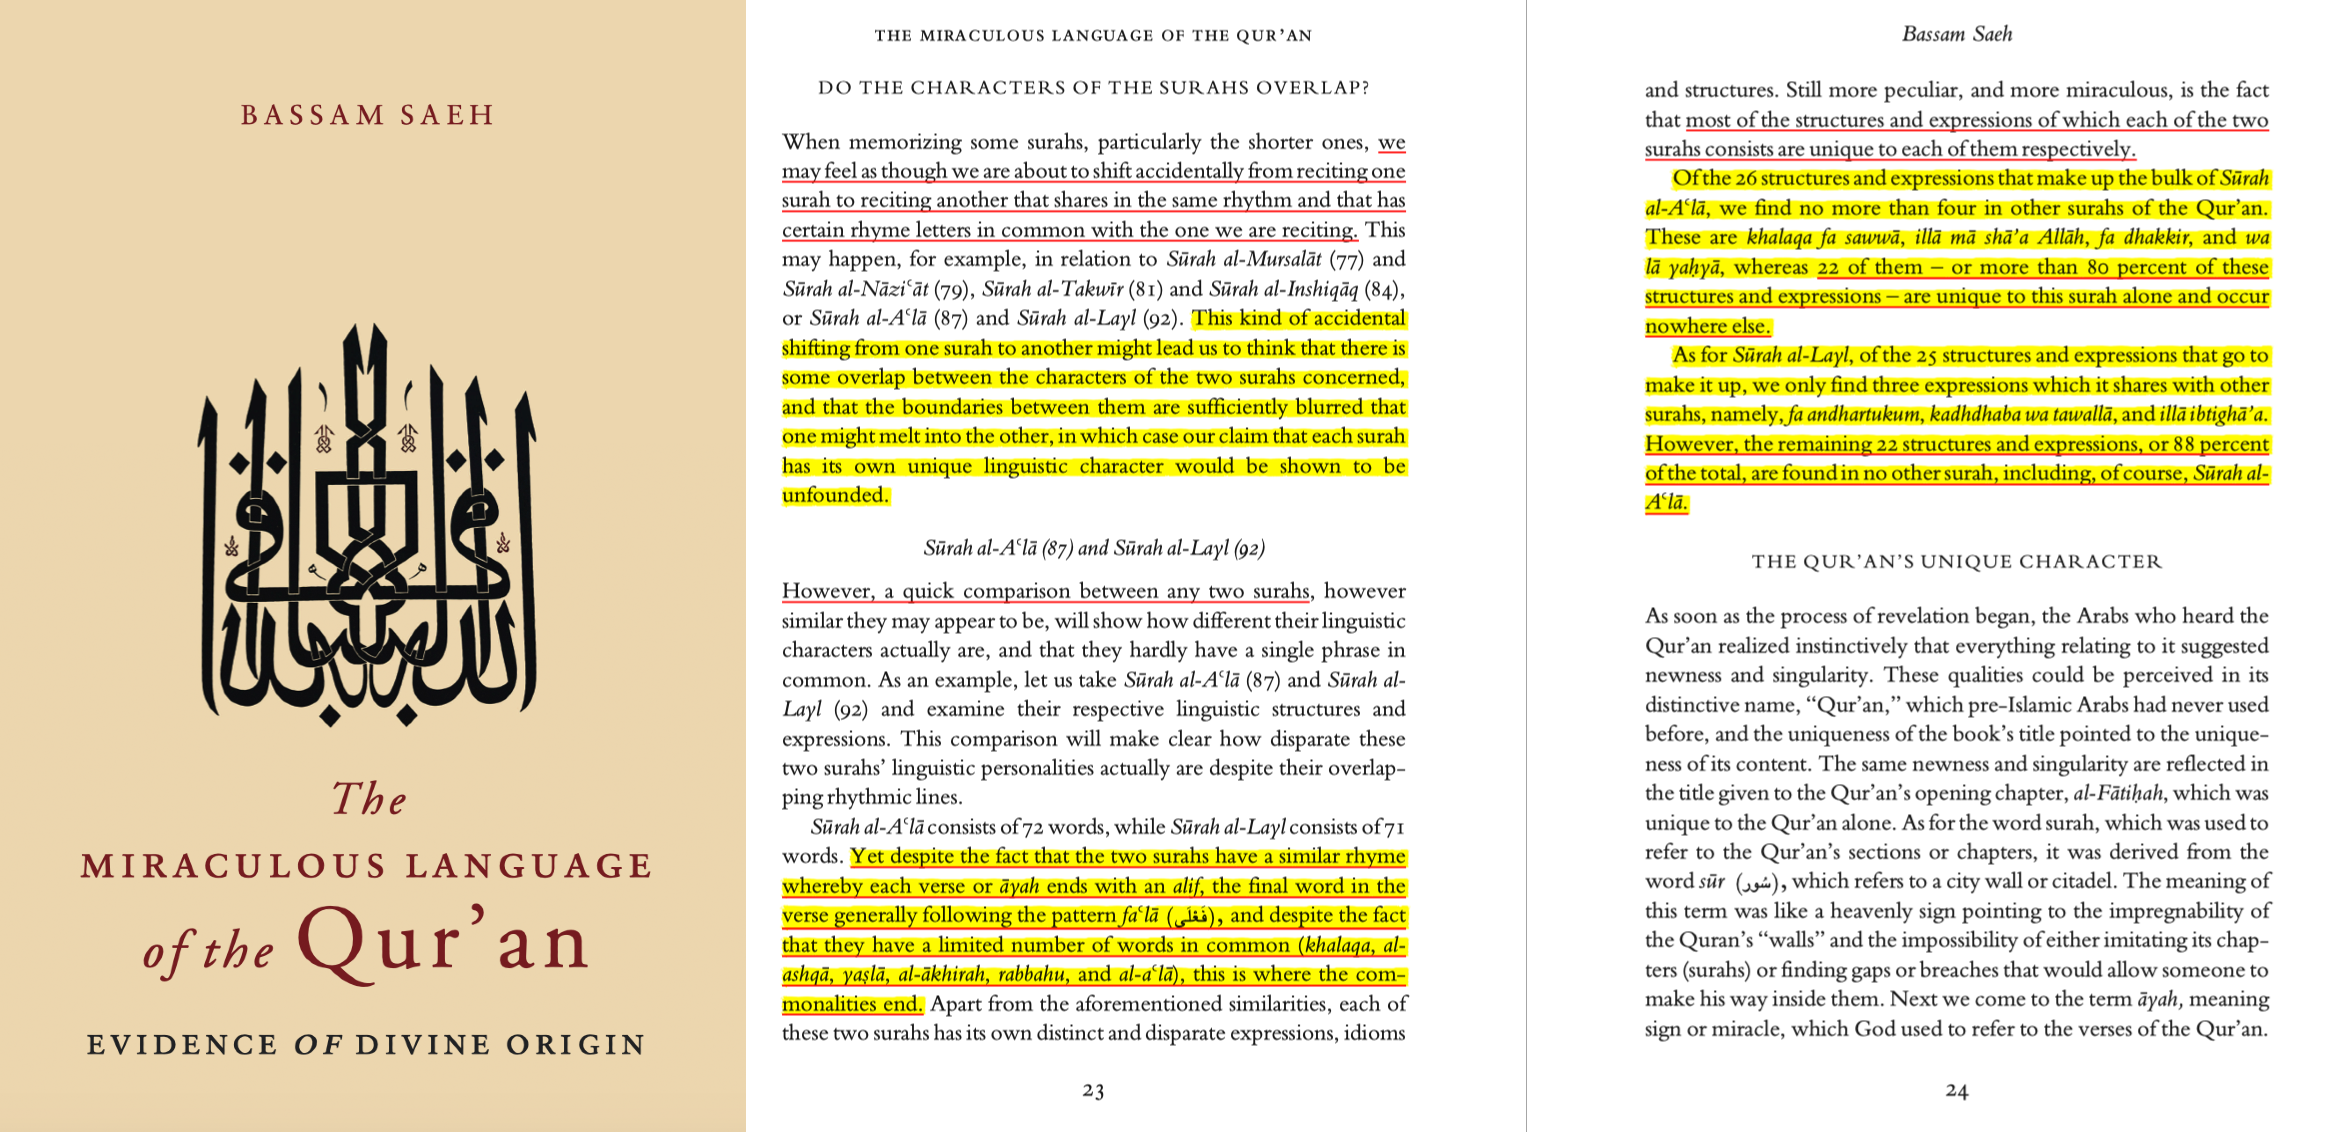 BASSAM SAEH
The
MIRACULOUS LANGUAGE
of the Qur’an
EVIDENCE OF DIVINE ORIGIN
THE MIRACULOUS LANGUAGE OF THE QUR’AN
DO THE CHARACTERS OF THE SURAHS OVERLAP?
When memorizing some surahs, particularly the shorter ones, we
may feel as though we are about to shift accidentally from reciting one
surah to reciting another that shares in the same rhythm and that has
certain rhyme letters in common with the one we are reciting. This
may happen, for example, in relation to Sūrah al-Mursalāt (77) and
Sūrah al-Nāziʿāt (79), Sūrah al-Takwīr (81) and Sūrah al-Inshiqāq (84),
or Sūrah al-Aʿlā (87) and Sūrah al-Layl (92). This kind of accidental
shifting from one surah to another might lead us to think that there is
some overlap between the characters of the two surahs concerned,
and that the boundaries between them are sufficiently blurred that
one might melt into the other, in which case our claim that each surah
has its own unique linguistic character would be shown to be
unfounded.
Sūrah al-Aʿlā (87) and Sūrah al-Layl (92)
However, a quick comparison between any two surahs, however
similar they may appear to be, will show how different their linguistic
characters actually are, and that they hardly have a single phrase in
common. As an example, let us take Sūrah al-Aʿlā (87) and Sūrah al-
Layl (92) and examine their respective linguistic structures and
expressions. This comparison will make clear how disparate these
two surahs’ linguistic personalities actually are despite their overlap-
ping rhythmic lines.
Sūrah al-Aʿlā consists of 72 words, while Sūrah al-Layl consists of 71
words. Yet despite the fact that the two surahs have a similar rhyme
whereby each verse or āyah ends with an alif, the final word in the
verse generally following the pattern faʿlā (فَعْلَى), and despite the fact
that they have a limited number of words in common (khalaqa, al-
ashqā, yaṣlā, al-ākhirah, rabbahu, and al-aʿlā), this is where the com-
monalities end. Apart from the aforementioned similarities, each of
these two surahs has its own distinct and disparate expressions, idioms
23
Bassam Saeh
and structures. Still more peculiar, and more miraculous, is the fact
that most of the structures and expressions of which each of the two
surahs consists are unique to each of them respectively.
Of the 26 structures and expressions that make up the bulk of Sūrah
al-Aʿlā, we find no more than four in other surahs of the Qur’an.
These are khalaqa fa sawwā, illā mā shā’a Allāh, fa dhakkir, and wa
lā yaḥyā, whereas 22 of them – or more than 80 percent of these
structures and expressions – are unique to this surah alone and occur
nowhere else.
As for Sūrah al-Layl, of the 25 structures and expressions that go to
make it up, we only find three expressions which it shares with other
surahs, namely, fa andhartukum, kadhdhaba wa tawallā, and illā ibtighā’a.
However, the remaining 22 structures and expressions, or 88 percent
of the total, are found in no other surah, including, of course, Sūrah al-
Aʿlā.
THE QUR’AN’S UNIQUE CHARACTER
As soon as the process of revelation began, the Arabs who heard the
Qur’an realized instinctively that everything relating to it suggested
newness and singularity. These qualities could be perceived in its
distinctive name, “Qur’an,” which pre-Islamic Arabs had never used
before, and the uniqueness of the book’s title pointed to the unique-
ness of its content. The same newness and singularity are reflected in
the title given to the Qur’an’s opening chapter, al-Fātiḥah, which was
unique to the Qur’an alone. As for the word surah, which was used to
refer to the Qur’an’s sections or chapters, it was derived from the
word sūr (سُور), which refers to a city wall or citadel. The meaning of
this term was like a heavenly sign pointing to the impregnability of
the Quran’s “walls” and the impossibility of either imitating its chap-
ters (surahs) or finding gaps or breaches that would allow someone to
make his way inside them. Next we come to the term āyah, meaning
sign or miracle, which God used to refer to the verses of the Qur’an.
24